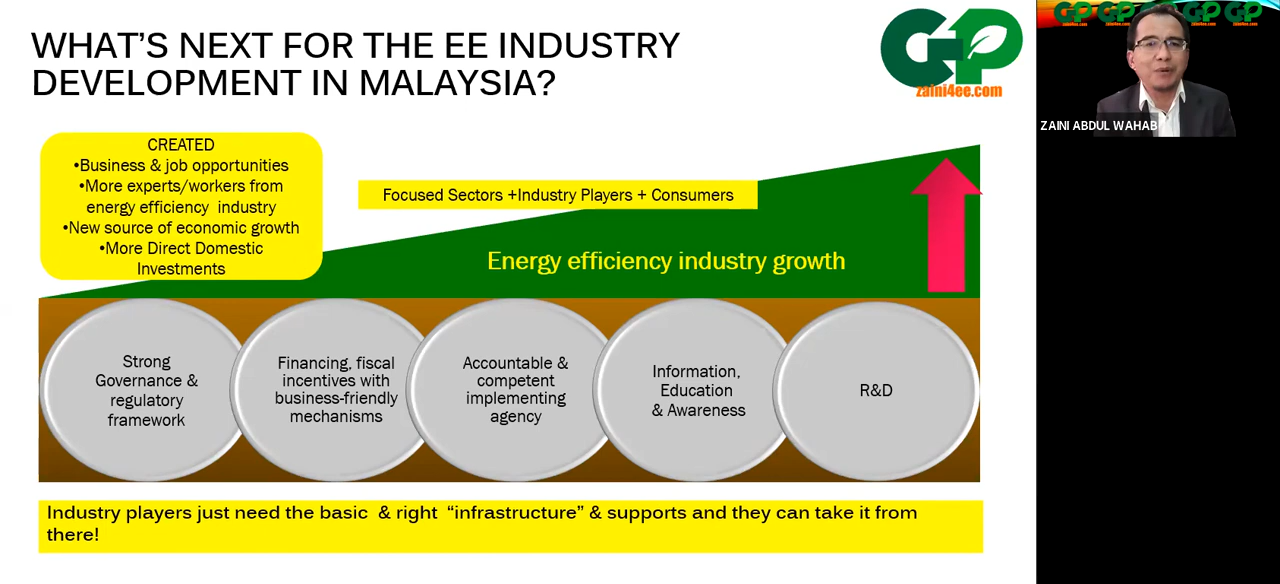 WHAT'S NEXT FOR THE EE INDUSTRY
DEVELOPMENT IN MALAYSIA?
GP
zaini4ee.com
ZAINI ABDUL WAHAB
CREATED
•Business & job opportunities
•More experts/workers from
energy efficiency industry
•New source of economic growth
•More Direct Domestic
Investments
Focused Sectors +Industry Players + Consumers
Energy efficiency industry growth
Strong
Governance &
regulatory
framework
Financing, fiscal
incentives with
business-friendly
mechanisms
Accountable &
competent
implementing
agency
Information,
Education
& Awareness
R&D
Industry players just need the basic & right “infrastructure” & supports and they can take it from
there!